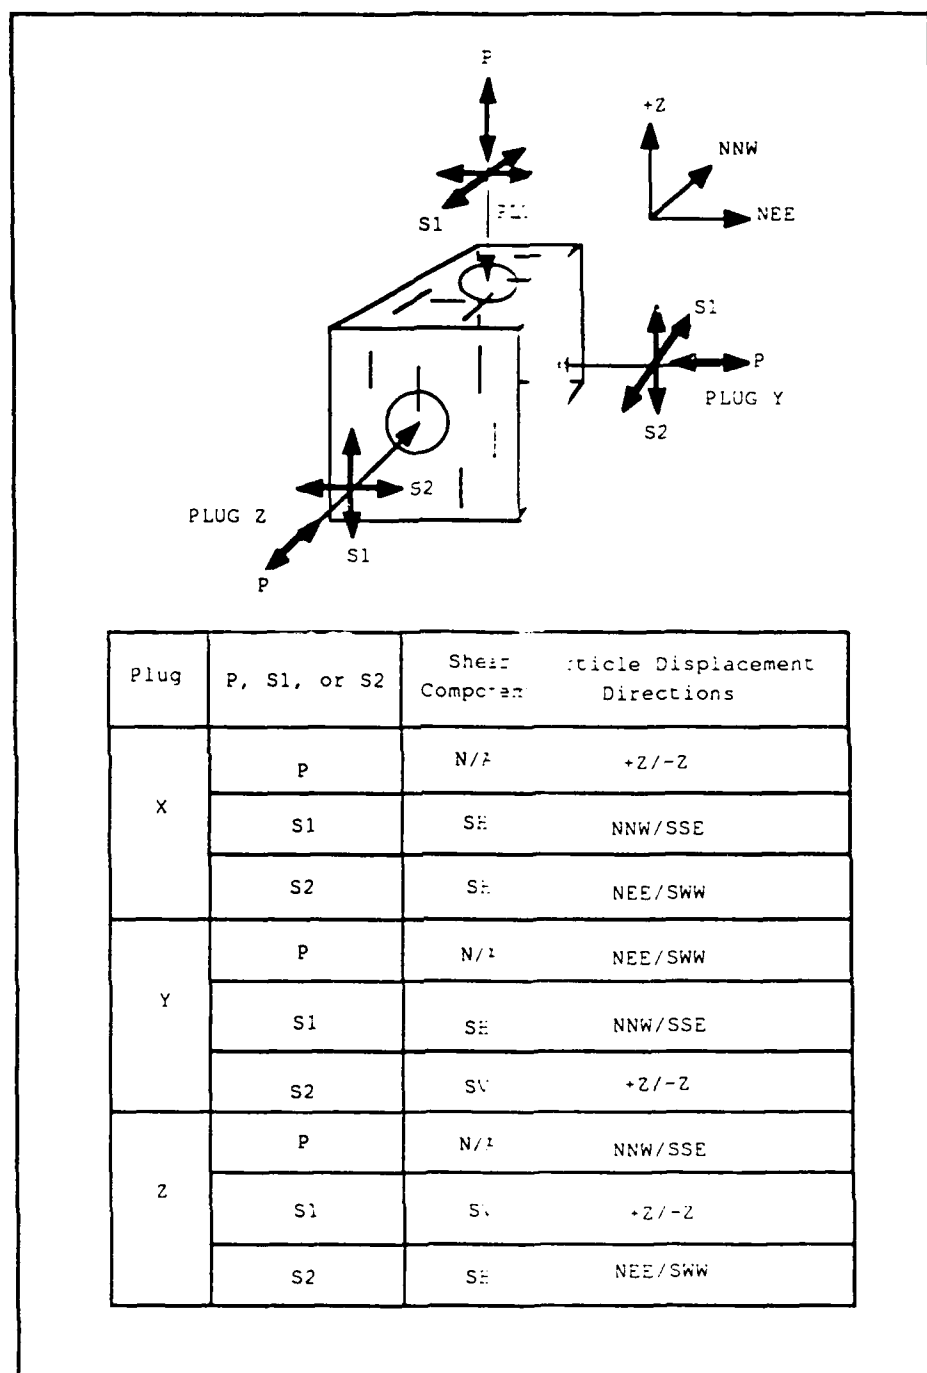 P
+Z
NNW
NEE
S1
S1
P
PLUG Y
S2
S2
PLUG Z
S1
P
Plug P, S1, or S2 Displacement
Directions
P +Z/-Z
X
S1 NNW/SSE
S2 NEE/SWW
P NEE/SWW
Y
S1 NNW/SSE
S2 +Z/-Z
P NNW/SSE
Z
S1 +Z/-Z
S2 NEE/SWW